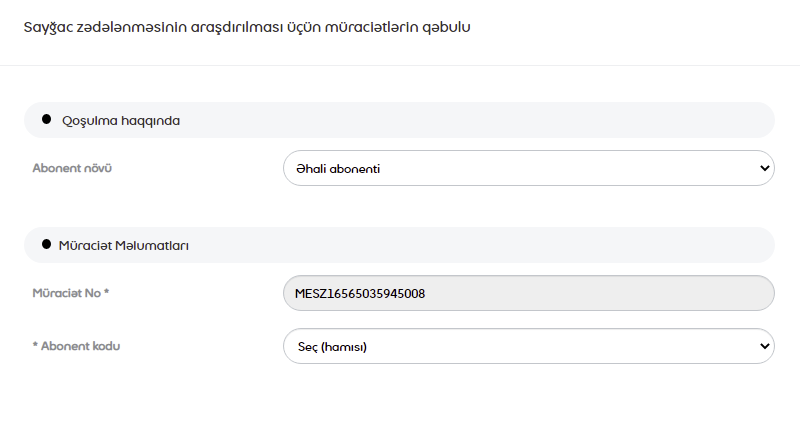 Sayğac zədələnməsinin araşdırılması üçün müraciətlərin qəbulu
Qoşulma haqqında
Abonent növü
Əhali abonenti
Müraciət Məlumatları
Müraciət No *
MESZ16565035945008
* Abonent kodu
Seç (hamısı)